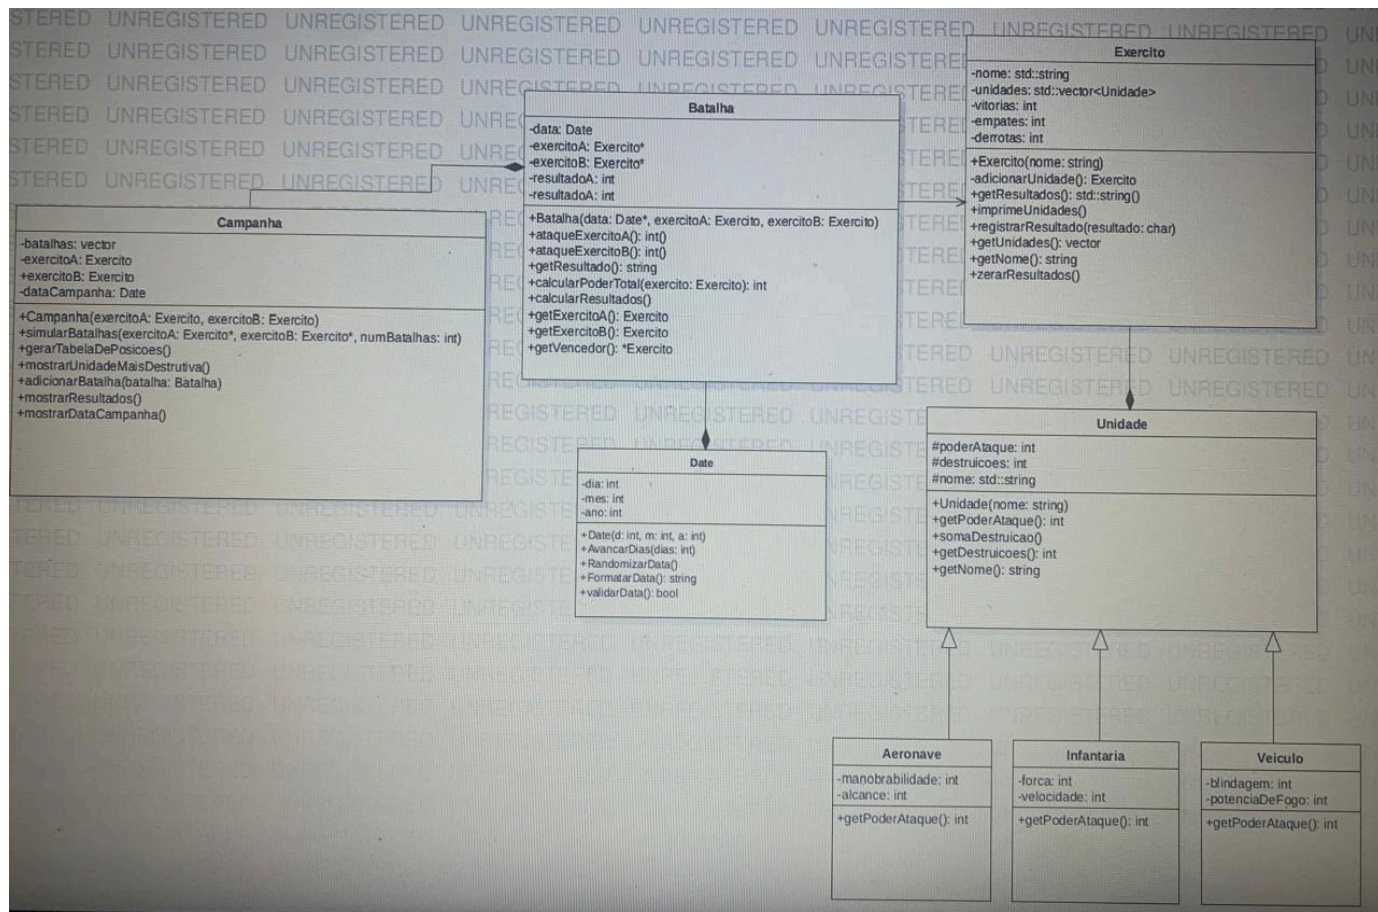 Exercito
-nome: std::string
-unidades: std::vector<Unidade>
-vitorias: int
-empates: int
-derrotas: int
+Exercito(nome: string)
-adicionarUnidade(): Exercito
+getResultados(): std::string()
+imprimeUnidades()
+registrarResultado(resultado: char)
+getUnidades(): vector
+getNome(): string
+zerarResultados()
Batalha
-data: Date
-exercitoA: Exercito*
-exercitoB: Exercito*
-resultadoA: int
-resultadoA: int
+Batalha(data: Date*, exercitoA: Exercito, exercitoB: Exercito)
+ataqueExercitoA(): int()
+ataqueExercitoB(): int()
+getResultado(): string
+calcularPoderTotal(exercito: Exercito): int
+calcularResultados()
+getExercitoA(): Exercito
+getExercitoB(): Exercito
+getVencedor(): *Exercito
Campanha
-batalhas: vector
-exercitoA: Exercito
+exercitoB: Exercito
-dataCampanha: Date
+Campanha(exercitoA: Exercito, exercitoB: Exercito)
+simularBatalhas(exercitoA: Exercito*, exercitoB: Exercito*, numBatalhas: int)
+gerarTabelaDePosicoes()
+mostrarUnidadeMaisDestrutiva()
+adicionarBatalha(batalha: Batalha)
+mostrarResultados()
+mostrarDataCampanha()
Date
-dia: int
-mes: int
-ano: int
+Date(d: int, m: int, a: int)
+AvancarDias(dias: int)
+RandomizarData()
+FormatarData(): string
+validarData(): bool
Unidade
#poderAtaque: int
#destruicoes: int
#nome: std::string
+Unidade(nome: string)
+getPoderAtaque(): int
+somaDestruicao()
+getDestruicoes(): int
+getNome(): string
Aeronave
-manobrabilidade: int
-alcance: int
+getPoderAtaque(): int
Infantaria
-forca: int
-velocidade: int
+getPoderAtaque(): int
Veiculo
-blindagem: int
-potenciaDeFogo: int
+getPoderAtaque(): int
UNREGISTERED UNREGISTERED UNREGISTERED UNREGISTERED UNREGISTERED